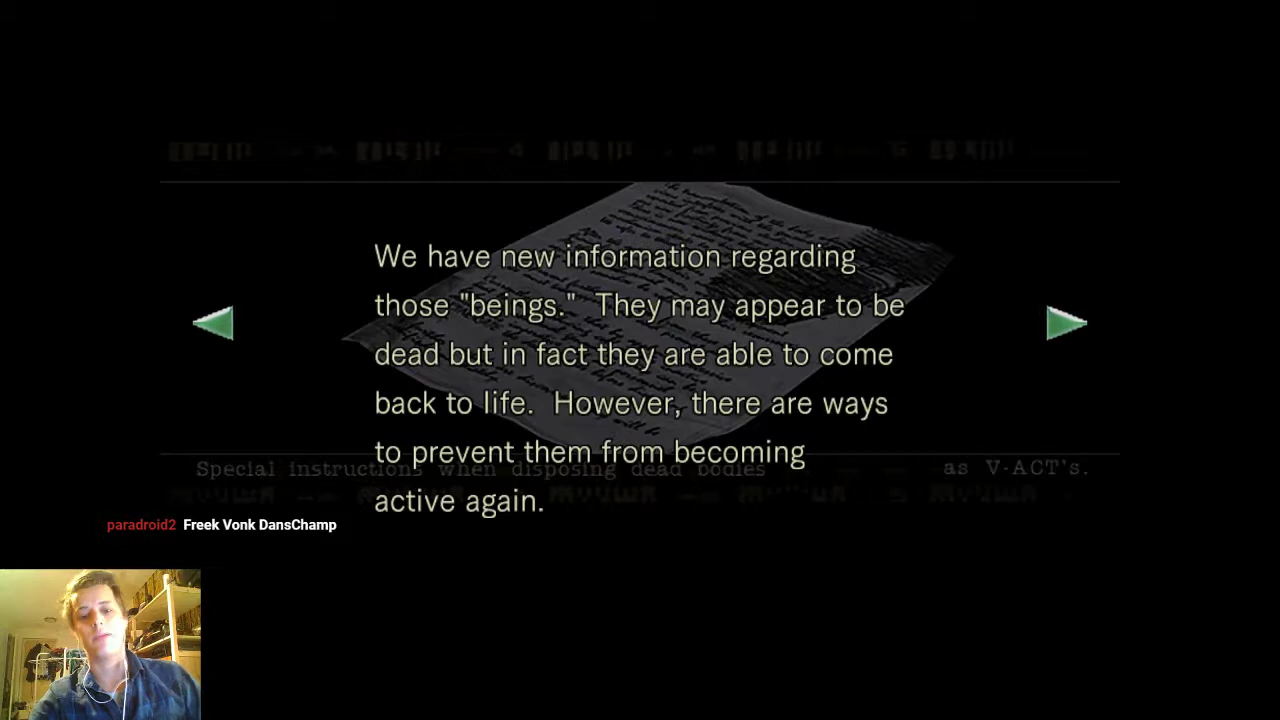 We have new information regarding
those "beings."  They may appear to be
dead but in fact they are able to come
back to life.  However, there are ways
to prevent them from becoming
Special instructions when disposing dead bodies as V-ACT's.
active again.
paradroid2 Freek Vonk DansChamp